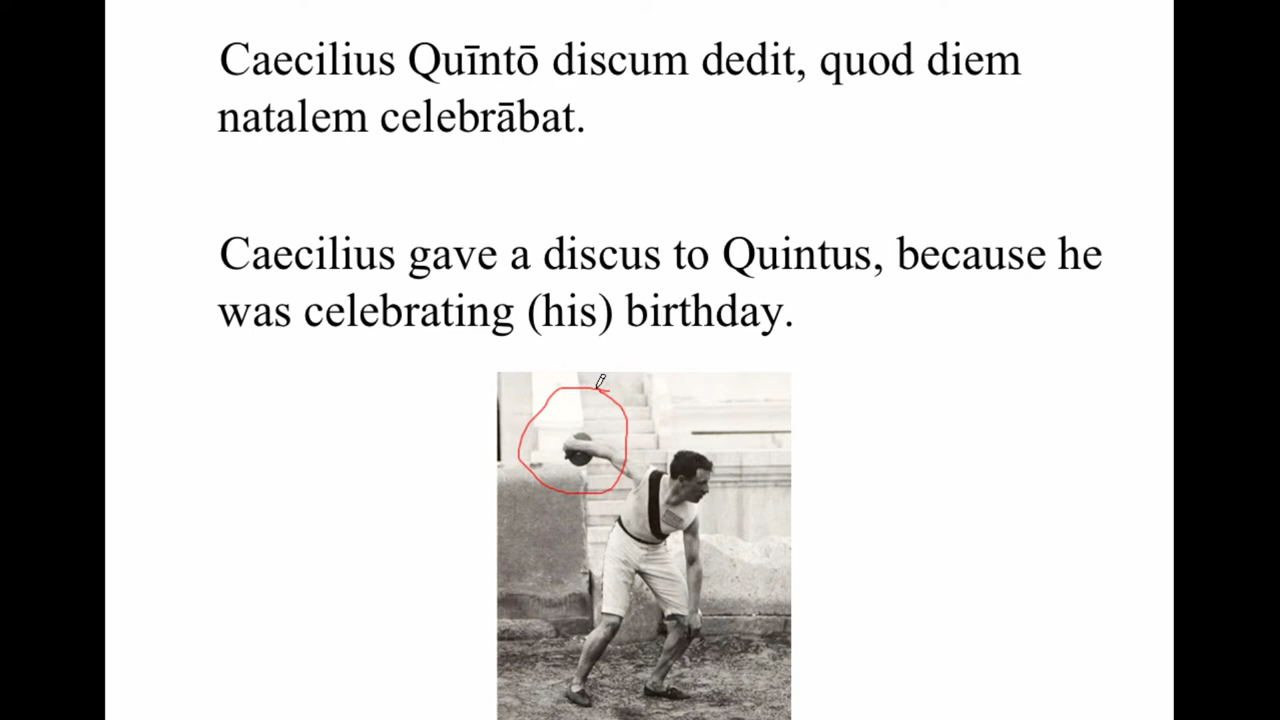 Caecilius Quīntō discum dedit, quod diem
natalem celebrābat.
Caecilius gave a discus to Quintus, because he
was celebrating (his) birthday.